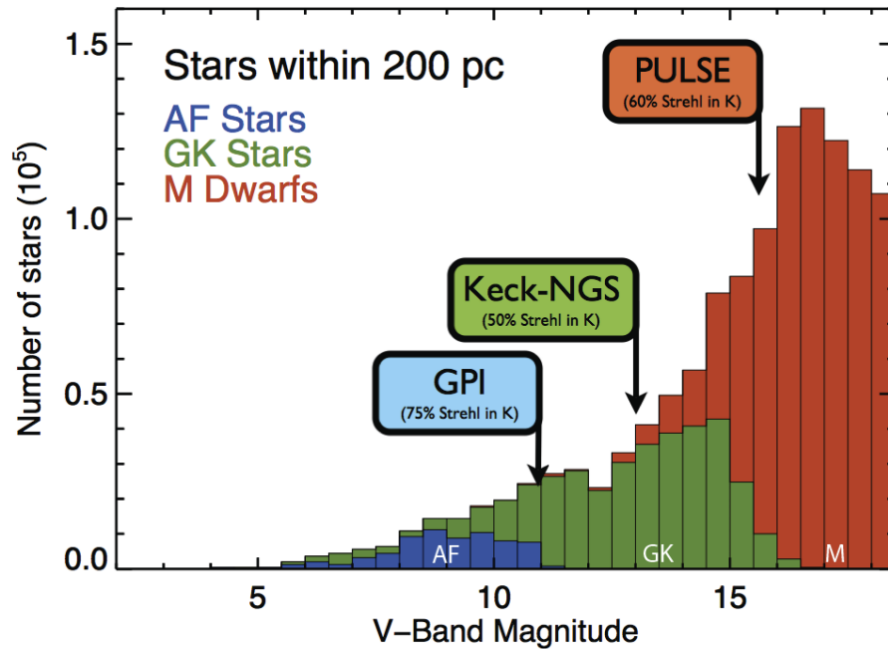 Stars within 200 pc
AF Stars
GK Stars
M Dwarfs
PULSE
(60% Strehl in K)
Keck-NGS
(50% Strehl in K)
GPI
(75% Strehl in K)
Number of stars (10⁵)
1.5
1.0
0.5
0.0
AF
GK
M
5 10 15
V-Band Magnitude